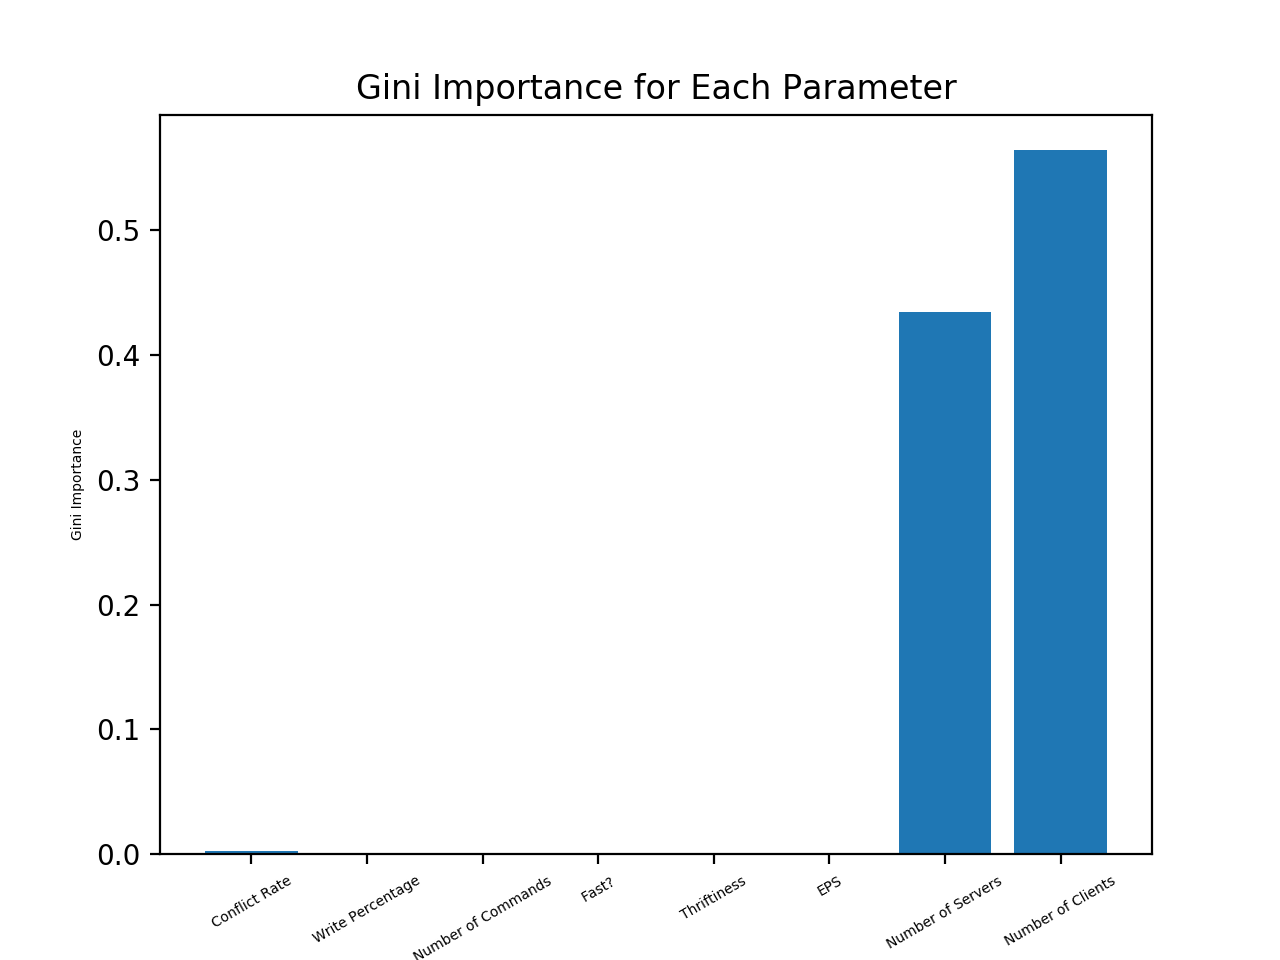 Gini Importance for Each Parameter
0.5
0.4
0.3
0.2
0.1
0.0
Gini Importance
Conflict Rate
Write Percentage
Number of Commands
Fast?
Thriftiness
EPS
Number of Servers
Number of Clients